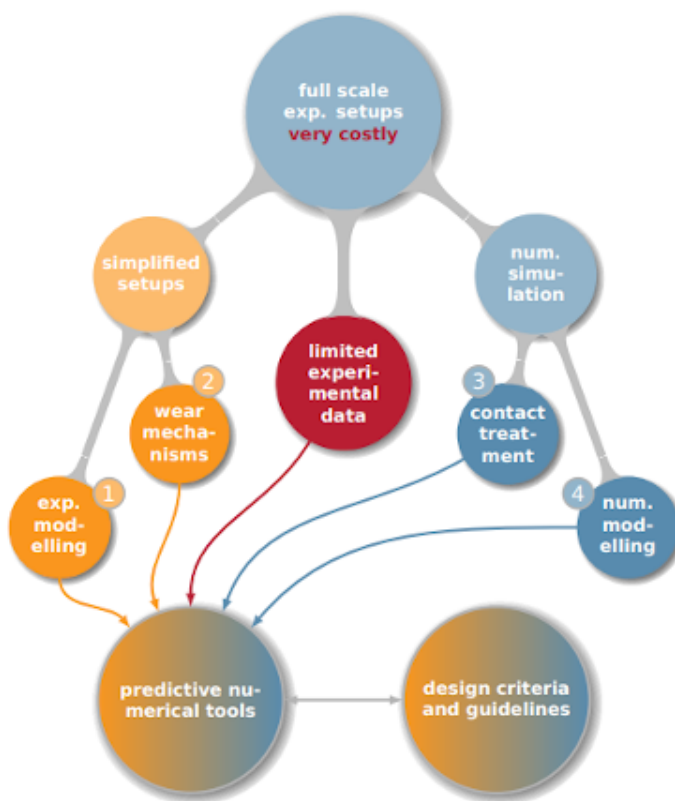 full scale
exp. setups
very costly
simplified
setups
num.
simu-
lation
limited
experi-
mental
data
2
wear
mecha-
nisms
3
contact
treat-
ment
1
exp.
mod-
elling
4
num.
mod-
elling
predictive nu-
merical tools
design criteria
and guidelines